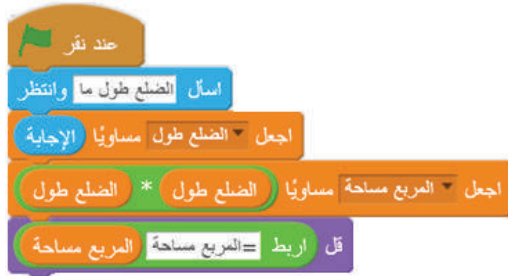 عند نقر
اسأل الضلع طول ما وانتظر
اجعل الضلع طول مساويًا الإجابة
اجعل المربع مساحة مساويًا الضلع طول * الضلع طول
قل اربط =المربع مساحة المربع مساحة